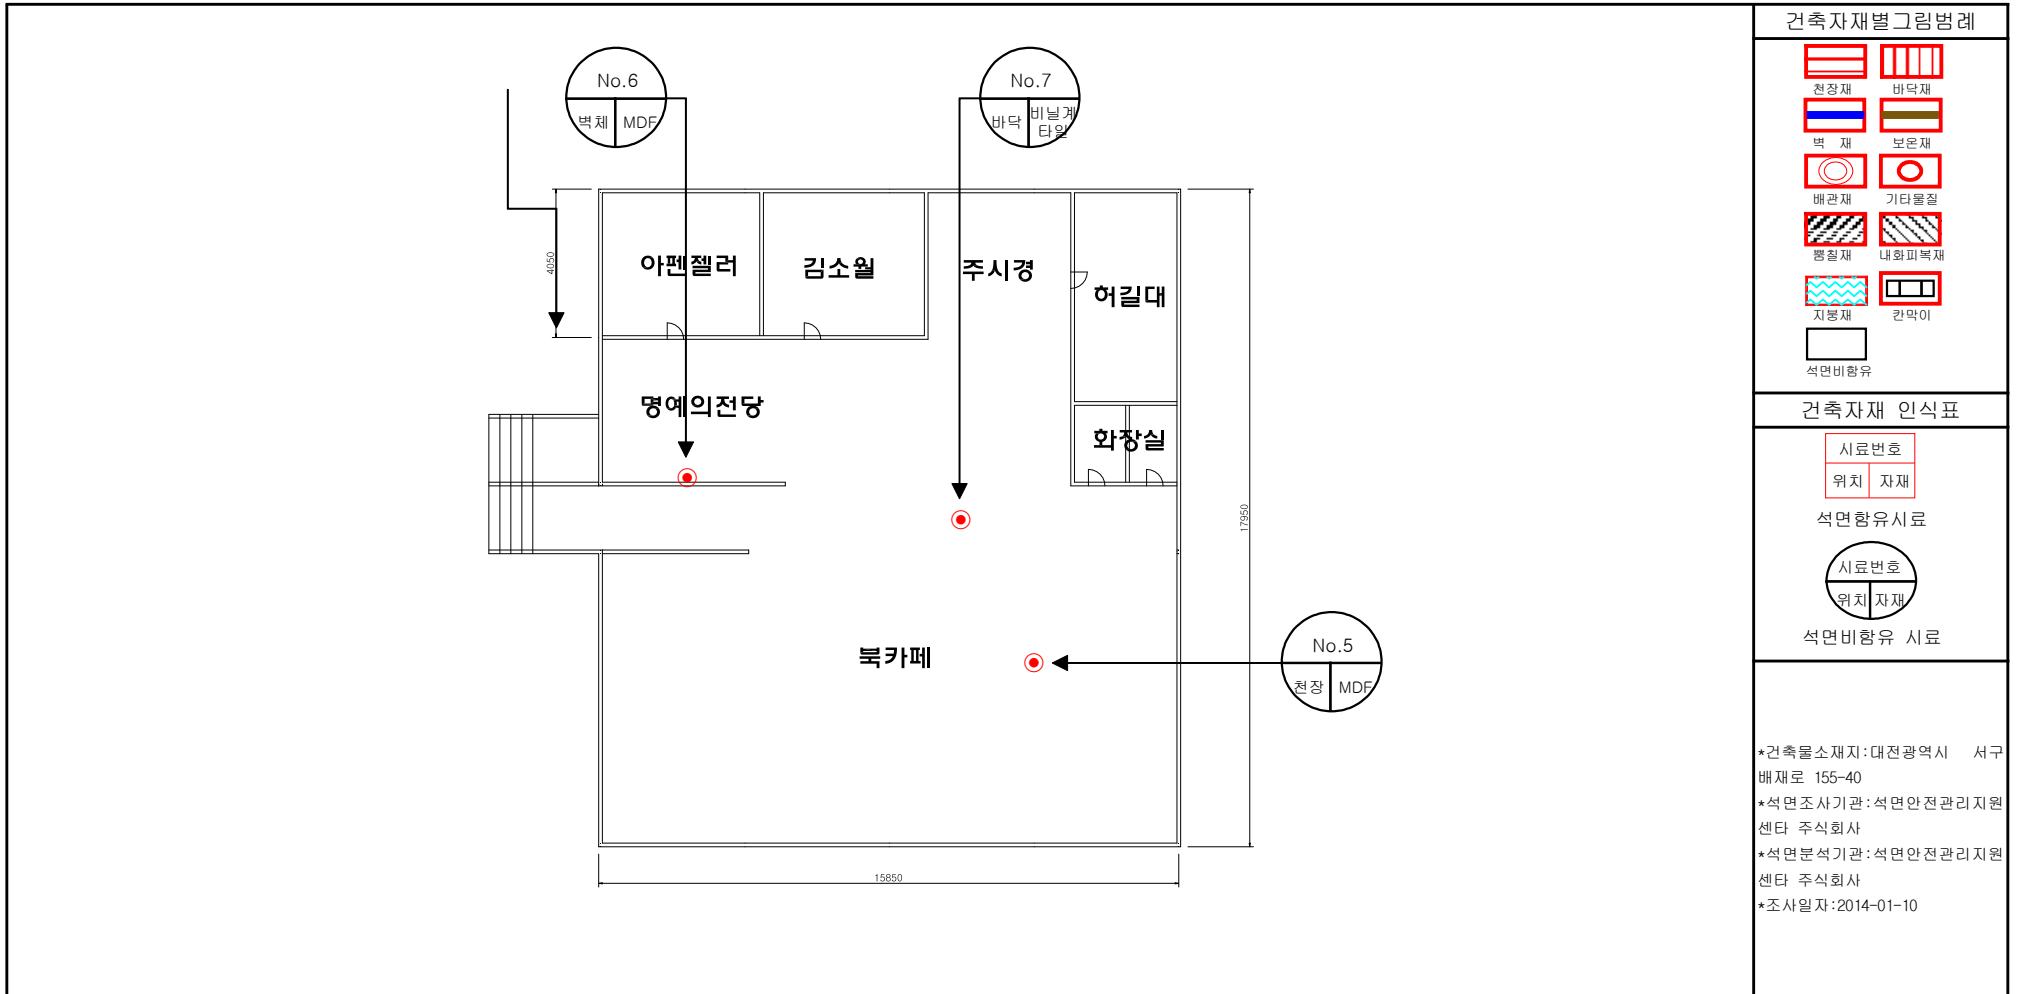 No.6
벽체 MDF
No.7
바닥 비닐계
타일
4050
아펜젤러
김소월
주시경
허길대
명예의전당
화장실
17950
북카페
No.5
천장 MDF
15850
건축자재별그림범례
천장재 바닥재
벽 재 보온재
배관재 기타물질
뿜칠재 내화피복재
지붕재 칸막이
석면비함유
건축자재 인식표
시료번호
위치 자재
석면함유시료
시료번호
위치 자재
석면비함유 시료
*건축물소재지:대전광역시 서구
배재로 155-40
*석면조사기관:석면안전관리지원
센타 주식회사
*석면분석기관:석면안전관리지원
센타 주식회사
*조사일자:2014-01-10